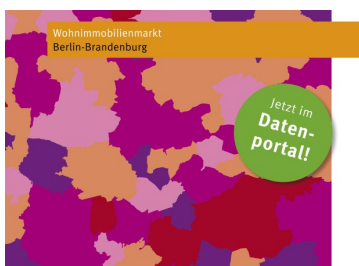 Wohnimmobilienmarkt
Berlin-Brandenburg
Jetzt im
Daten-
portal!